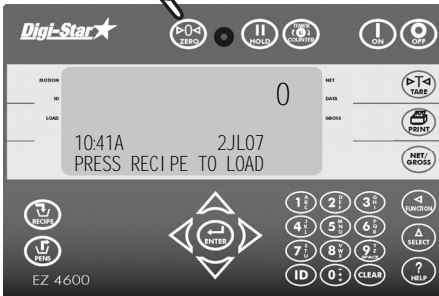 Digi-Star
▷0◁ ZERO
HOLD
TIMER COUNTER
ON
OFF
MOTION
ID
LOAD
0
NET
DATA
GROSS
10:41A 2JL07
PRESS RECIPE TO LOAD
▷T◁ TARE
PRINT
NET/ GROSS
RECIPE
PENS
ENTER
1 2 3
FUNCTION
4 5 6
SELECT
7 8 9 SPACE
ID 0 CLEAR
? HELP
EZ 4600